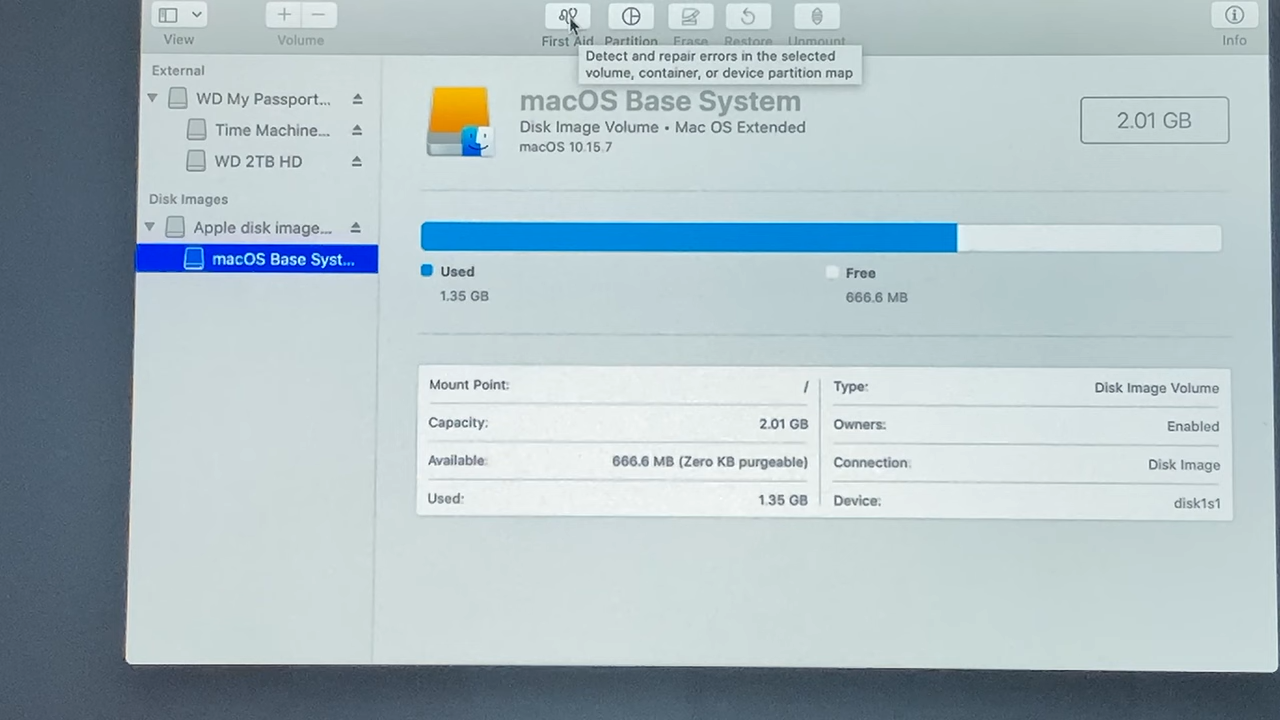 View
Volume
First Aid
Partition
Erase
Restore
Unmount
Info
Detect and repair errors in the selected
volume, container, or device partition map
External
WD My Passport...
Time Machine...
WD 2TB HD
Disk Images
Apple disk image...
macOS Base Syst...
macOS Base System
Disk Image Volume • Mac OS Extended
macOS 10.15.7
2.01 GB
Used
1.35 GB
Free
666.6 MB
Mount Point: /
Capacity: 2.01 GB
Available: 666.6 MB (Zero KB purgeable)
Used: 1.35 GB
Type: Disk Image Volume
Owners: Enabled
Connection: Disk Image
Device: disk1s1